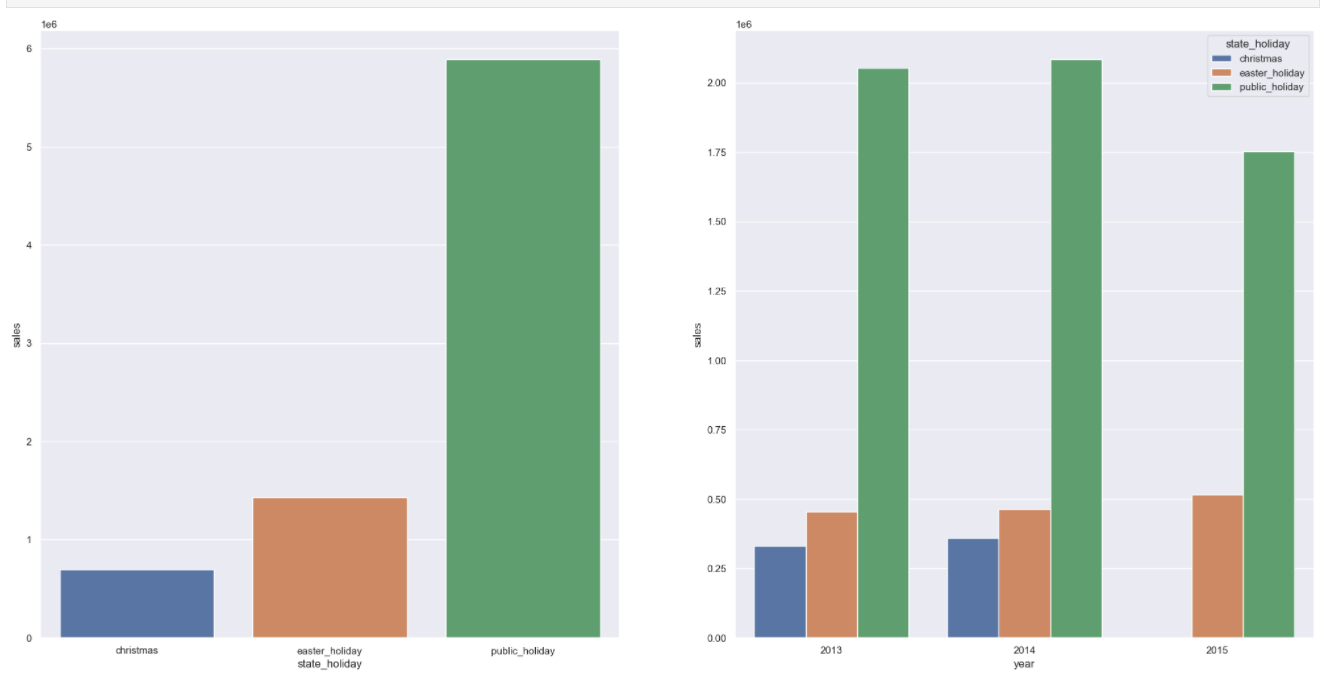 1e6
6
5
4
3
2
1
0
sales
christmas
easter_holiday
public_holiday
state_holiday
1e6
2.00
1.75
1.50
1.25
1.00
0.75
0.50
0.25
0.00
sales
state_holiday
christmas
easter_holiday
public_holiday
2013
2014
2015
year